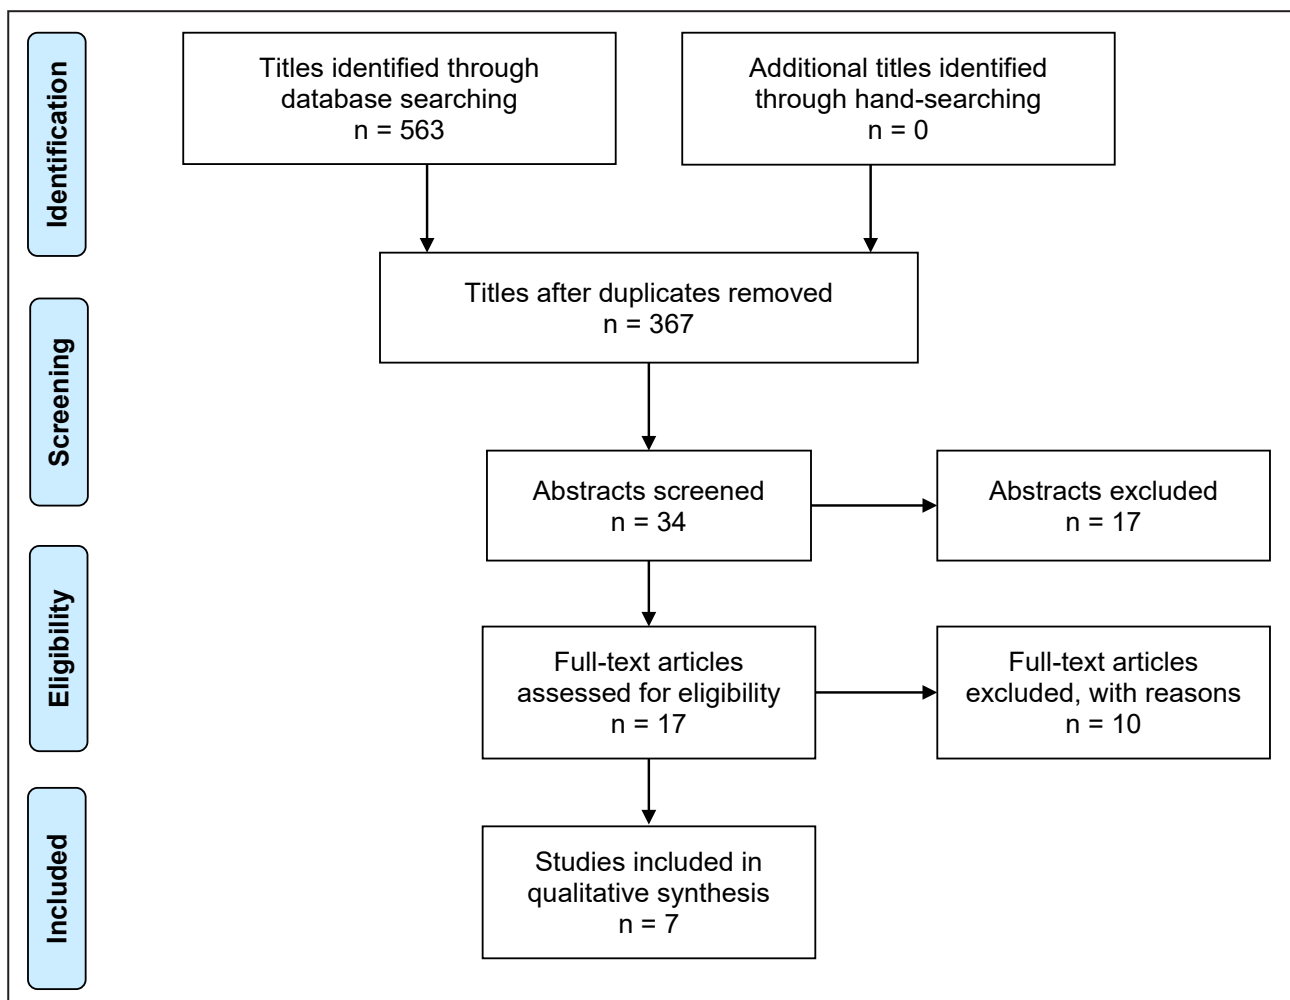 Identification
Titles identified through
database searching
n = 563
Additional titles identified
through hand-searching
n = 0
Titles after duplicates removed
n = 367
Screening
Abstracts screened
n = 34
Abstracts excluded
n = 17
Eligibility
Full-text articles
assessed for eligibility
n = 17
Full-text articles
excluded, with reasons
n = 10
Included
Studies included in
qualitative synthesis
n = 7